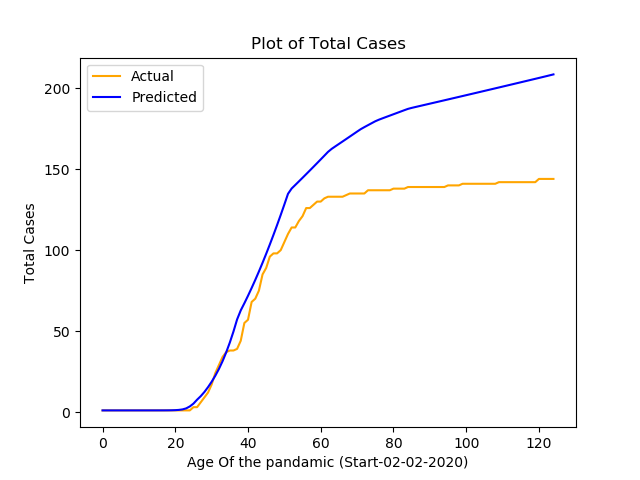 Plot of Total Cases
Actual
Predicted
200
150
100
50
0
Total Cases
0 20 40 60 80 100 120
Age Of the pandamic (Start-02-02-2020)